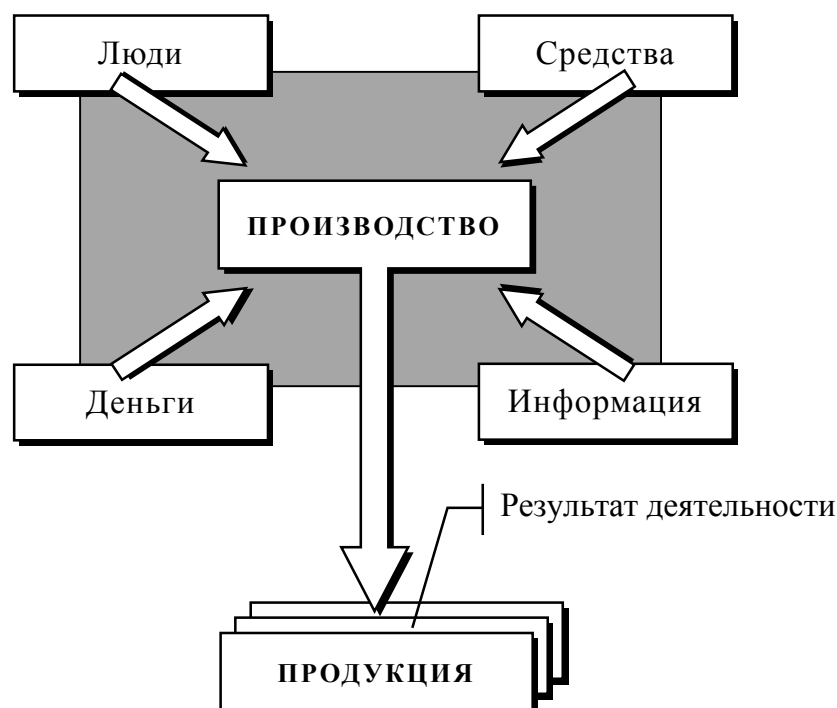 Люди
Средства
ПРОИЗВОДСТВО
Деньги
Информация
Результат деятельности
ПРОДУКЦИЯ